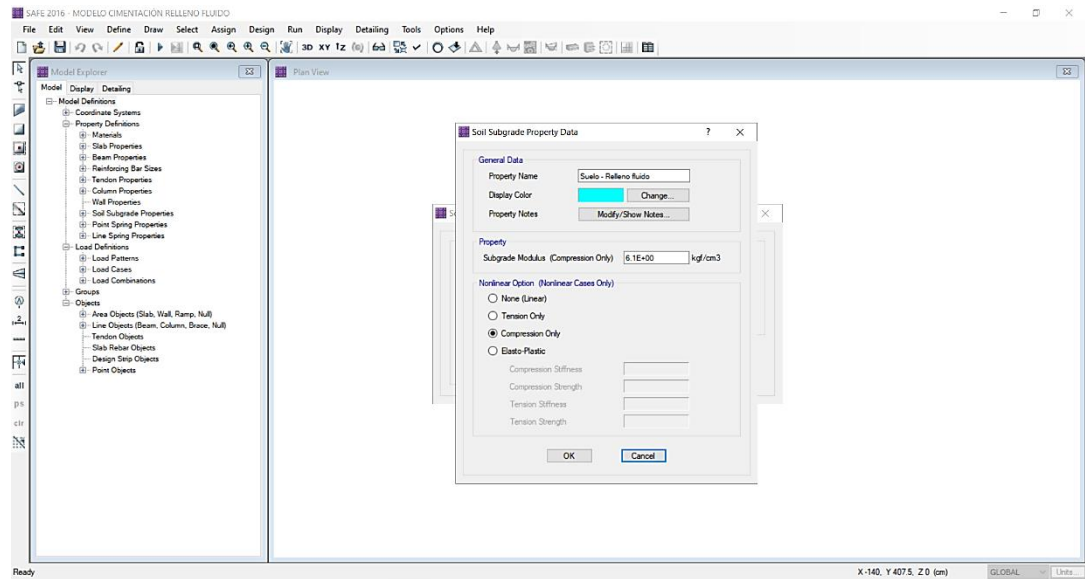 SAFE 2016 - MODELO CIMENTACIÓN RELLENO FLUIDO
File Edit View Define Draw Select Assign Design Run Display Detailing Tools Options Help
3D XY
Model Explorer
Model Display Detailing
Model Definitions
Coordinate Systems
Property Definitions
Materials
Slab Properties
Beam Properties
Reinforcing Bar Sizes
Tendon Properties
Column Properties
Wall Properties
Soil Subgrade Properties
Point Spring Properties
Line Spring Properties
Load Definitions
Load Patterns
Load Cases
Load Combinations
Groups
Objects
Area Objects (Slab, Wall, Ramp, Null)
Line Objects (Beam, Column, Brace, Null)
Tendon Objects
Slab Rebar Objects
Design Strip Objects
Point Objects
all
ps
clr
Plan View
Soil Subgrade Property Data ?
General Data
Property Name Suelo - Relleno fluido
Display Color Change...
Property Notes Modify/Show Notes...
Property
Subgrade Modulus (Compression Only) 6.1E+00 kgf/cm3
Nonlinear Option (Nonlinear Cases Only)
None (Linear)
Tension Only
Compression Only
Elasto-Plastic
Compression Stiffness
Compression Strength
Tension Stiffness
Tension Strength
OK Cancel
Ready X -140, Y 407.5, Z 0 (cm) GLOBAL Units...